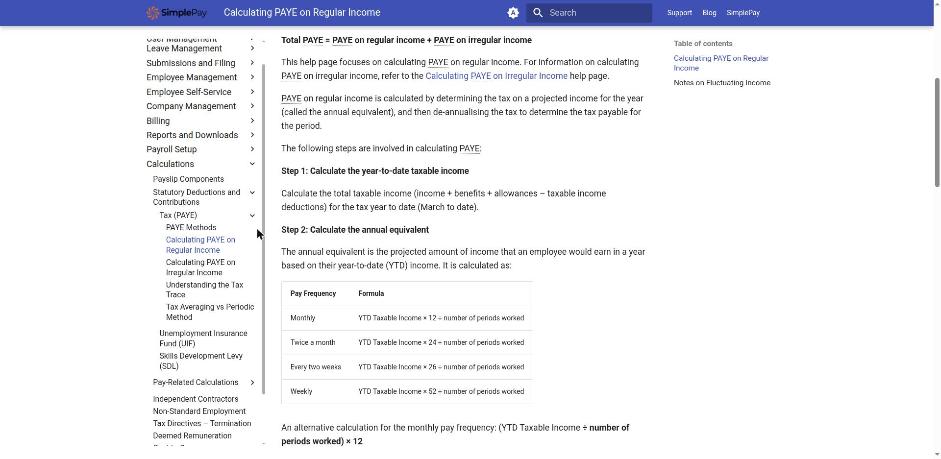 SimplePay
Calculating PAYE on Regular Income
Search
Support
Blog
SimplePay
User Management
Leave Management
Submissions and Filing
Employee Management
Employee Self-Service
Company Management
Billing
Reports and Downloads
Payroll Setup
Calculations
Payslip Components
Statutory Deductions and
Contributions
Tax (PAYE)
PAYE Methods
Calculating PAYE on
Regular Income
Calculating PAYE on
Irregular Income
Understanding the Tax
Trace
Tax Averaging vs Periodic
Method
Unemployment Insurance
Fund (UIF)
Skills Development Levy
(SDL)
Pay-Related Calculations
Independent Contractors
Non-Standard Employment
Tax Directives – Termination
Deemed Remuneration
Total PAYE = PAYE on regular income + PAYE on irregular income
This help page focuses on calculating PAYE on regular income. For information on calculating
PAYE on irregular income, refer to the Calculating PAYE on Irregular Income help page.
PAYE on regular income is calculated by determining the tax on a projected income for the year
(called the annual equivalent), and then de-annualising the tax to determine the tax payable for
the period.
The following steps are involved in calculating PAYE:
Step 1: Calculate the year-to-date taxable income
Calculate the total taxable income (income + benefits + allowances – taxable income
deductions) for the tax year to date (March to date).
Step 2: Calculate the annual equivalent
The annual equivalent is the projected amount of income that an employee would earn in a year
based on their year-to-date (YTD) income. It is calculated as:
Pay Frequency Formula
Monthly YTD Taxable Income × 12 ÷ number of periods worked
Twice a month YTD Taxable Income × 24 ÷ number of periods worked
Every two weeks YTD Taxable Income × 26 ÷ number of periods worked
Weekly YTD Taxable Income × 52 ÷ number of periods worked
An alternative calculation for the monthly pay frequency: (YTD Taxable Income ÷ number of
periods worked) × 12
Table of contents
Calculating PAYE on Regular
Income
Notes on Fluctuating Income